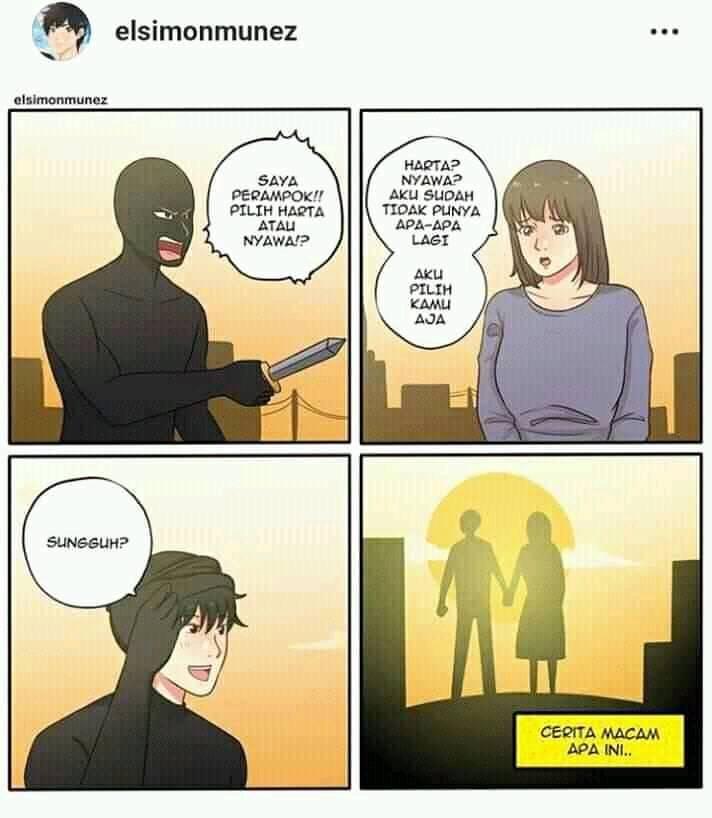 elsimonmunez
elsimonmunez
SAYA
PERAMPOK!!
PILIH HARTA
ATAU
NYAWA!?
HARTA?
NYAWA?
AKU SUDAH
TIDAK PUNYA
APA-APA
LAGI
AKU
PILIH
KAMU
AJA
SUNGGUH?
CERITA MACAM
APA INI..